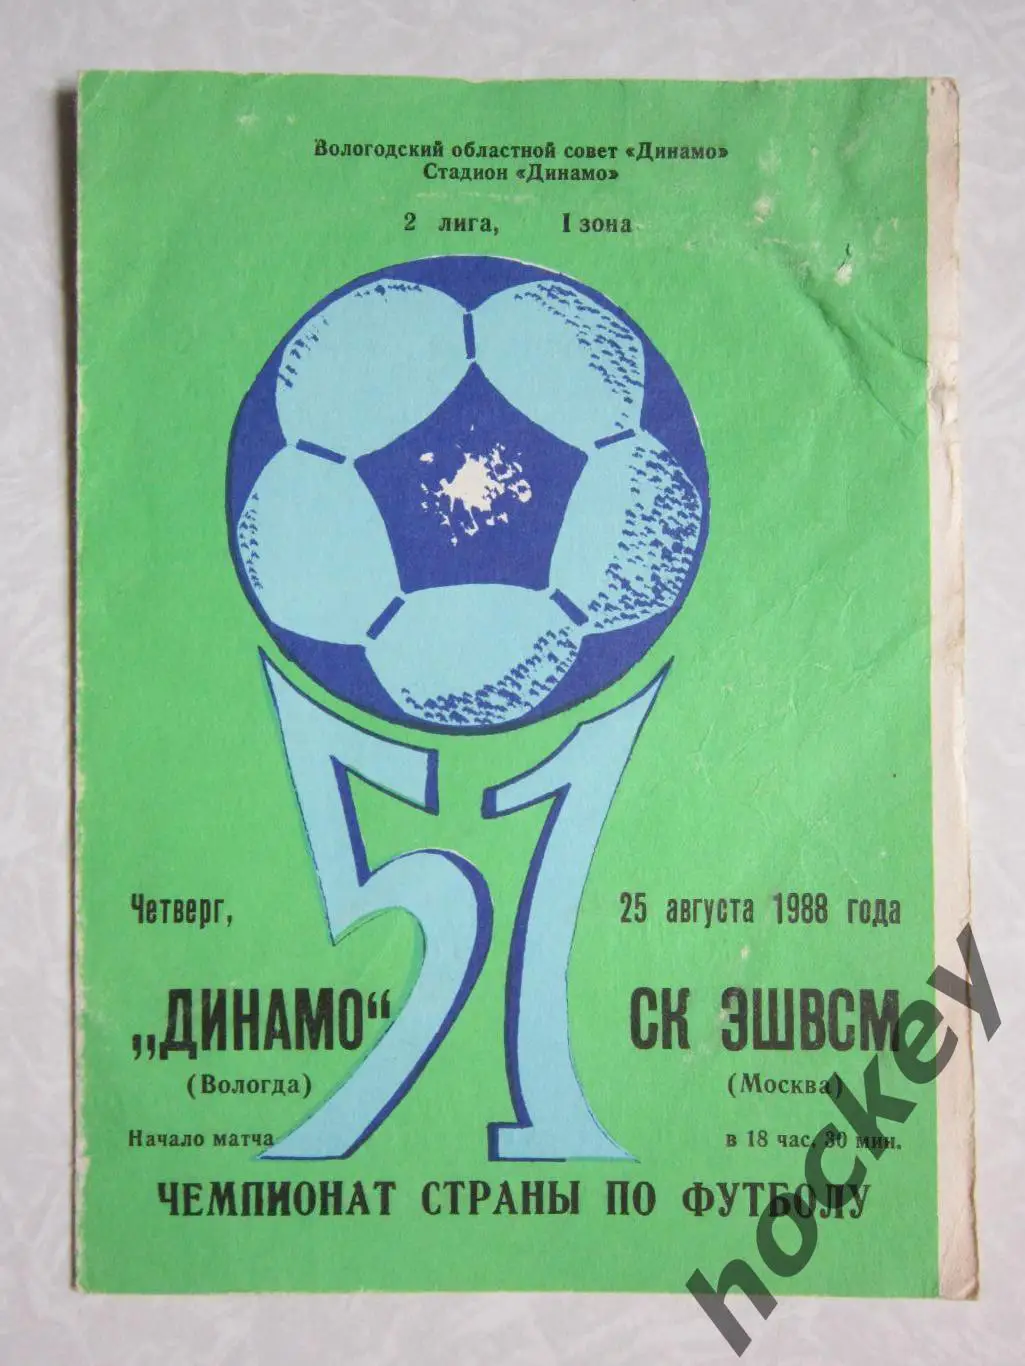 Вологодский областной совет «Динамо»
Стадион «Динамо»
2 лига, I зона
51
Четверг, 25 августа 1988 года
„ДИНАМО“ СК ЭШВСМ
(Вологда) (Москва)
Начало матча в 18 час. 30 мин.
ЧЕМПИОНАТ СТРАНЫ ПО ФУТБОЛУ
hockey